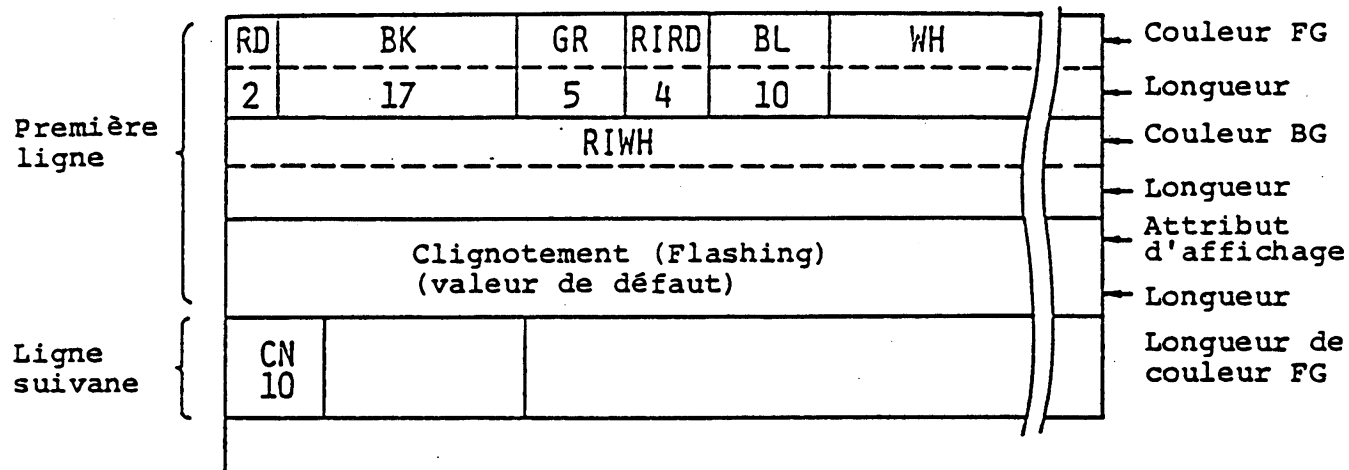 RD BK GR RIRD BL WH Couleur FG
2 17 5 4 10 Longueur
Première
ligne
RIWH Couleur BG
Longueur
Clignotement (Flashing)
(valeur de défaut)
Attribut
d'affichage
Longueur
Ligne
suivane
CN
10
Longueur de
couleur FG